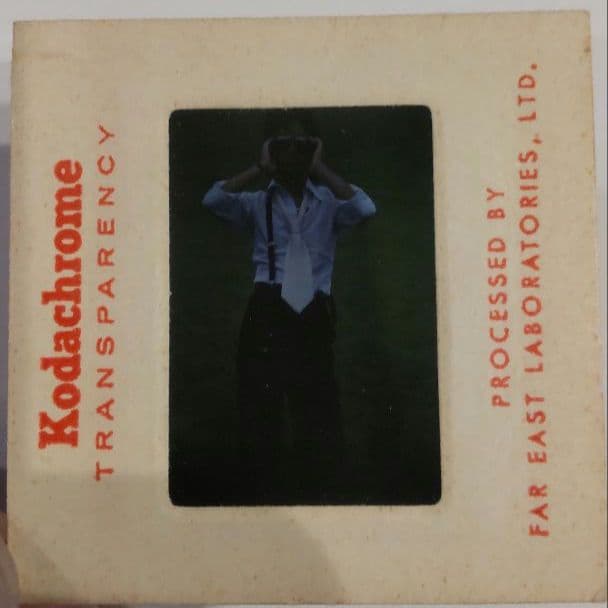 Kodachrome
TRANSPARENCY
PROCESSED BY
FAR EAST LABORATORIES, LTD.